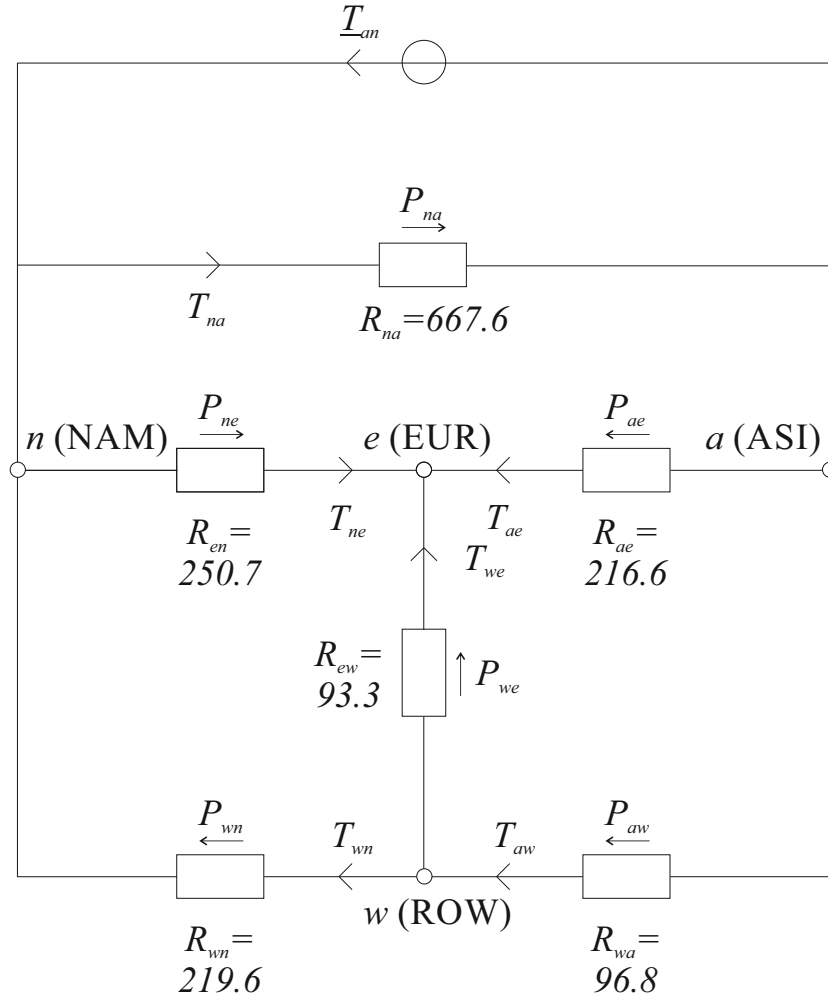 T_an
P_na
T_na
R_na=667.6
P_ne
P_ae
n (NAM)
e (EUR)
a (ASI)
T_ne
T_ae
R_en=
250.7
T_we
R_ae=
216.6
R_ew=
93.3
P_we
P_wn
T_wn
T_aw
P_aw
w (ROW)
R_wn=
219.6
R_wa=
96.8